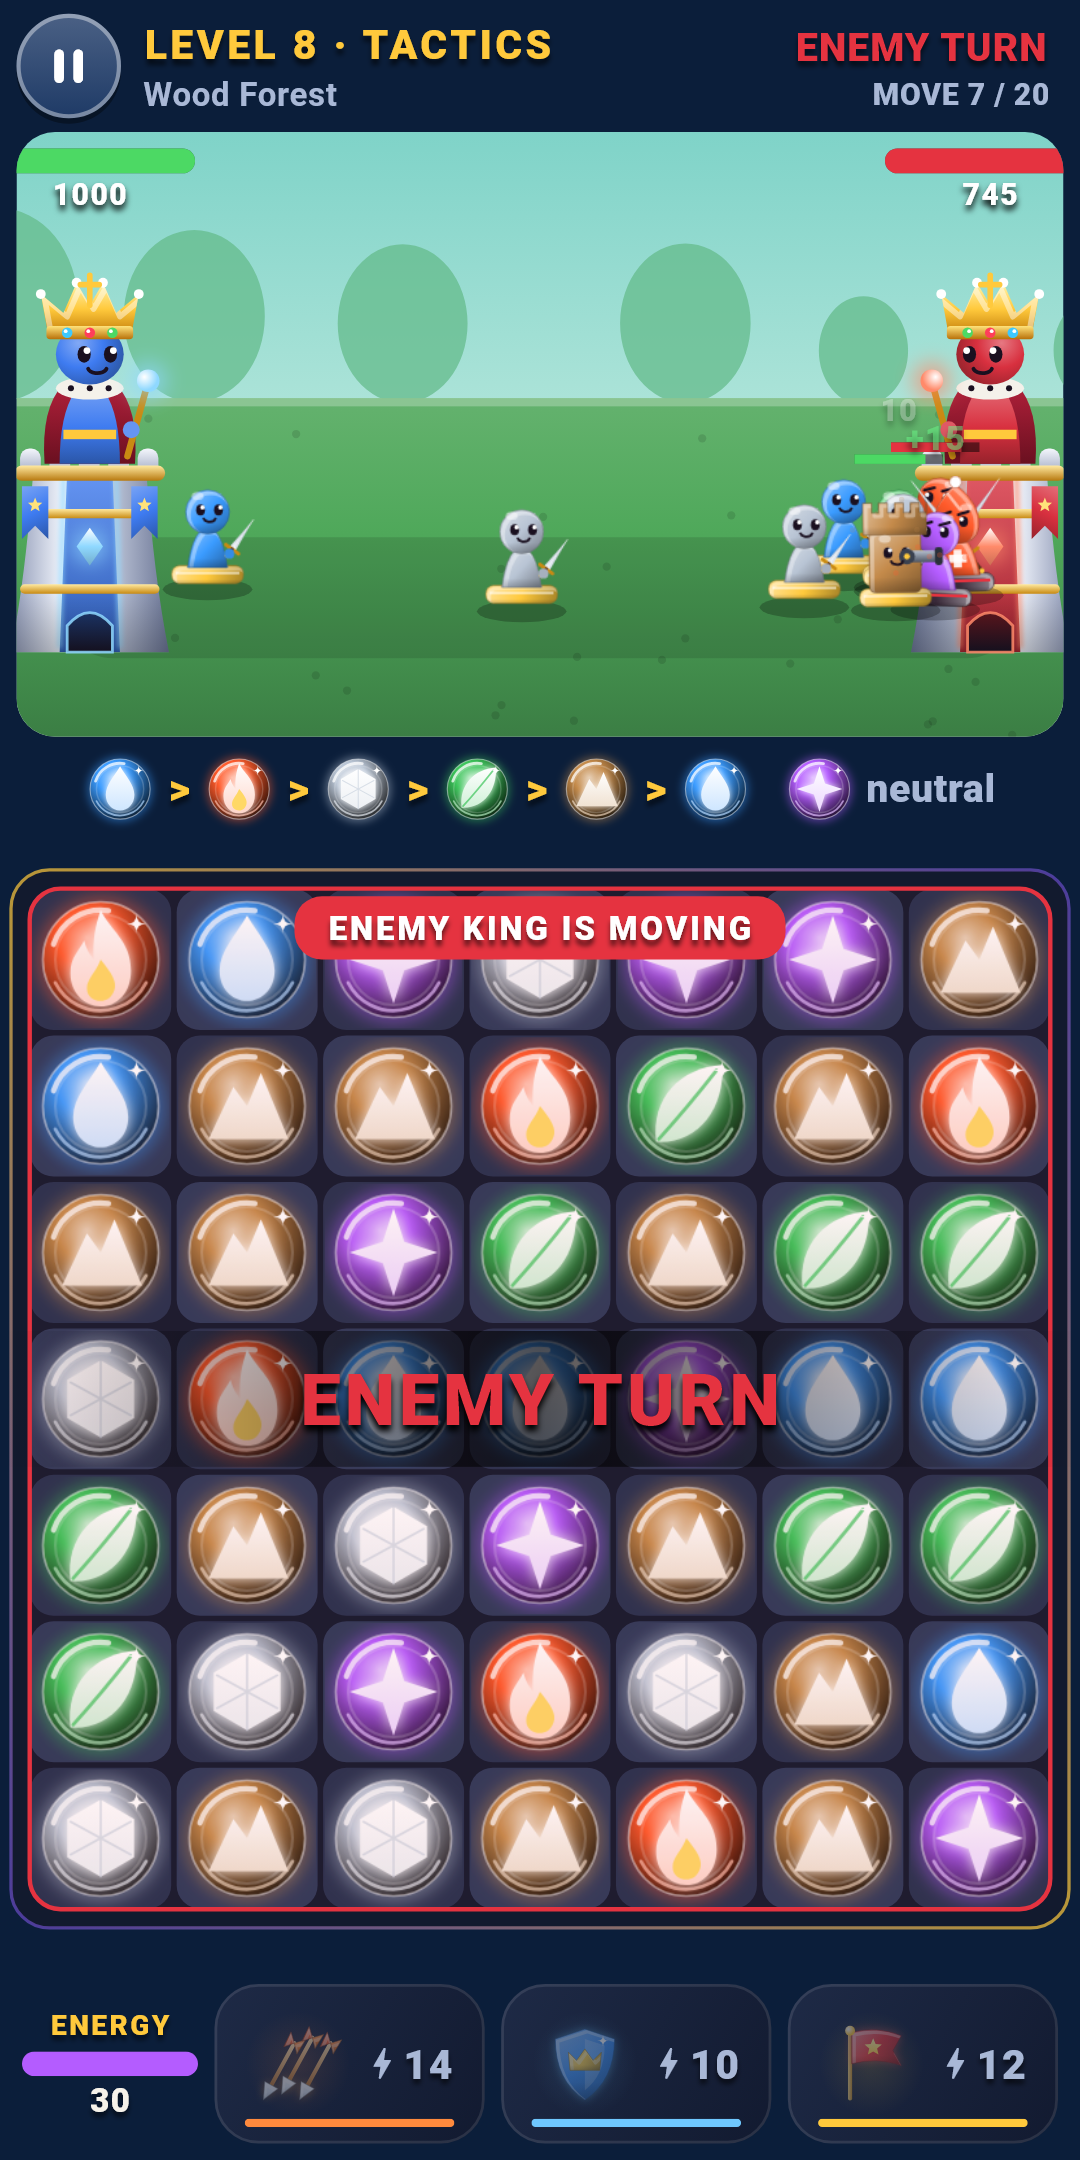 LEVEL 8 · TACTICS
Wood Forest
ENEMY TURN
MOVE 7 / 20
1000
745
10
+15
> > > > > neutral
ENEMY KING IS MOVING
ENEMY TURN
ENERGY
30
14
10
12